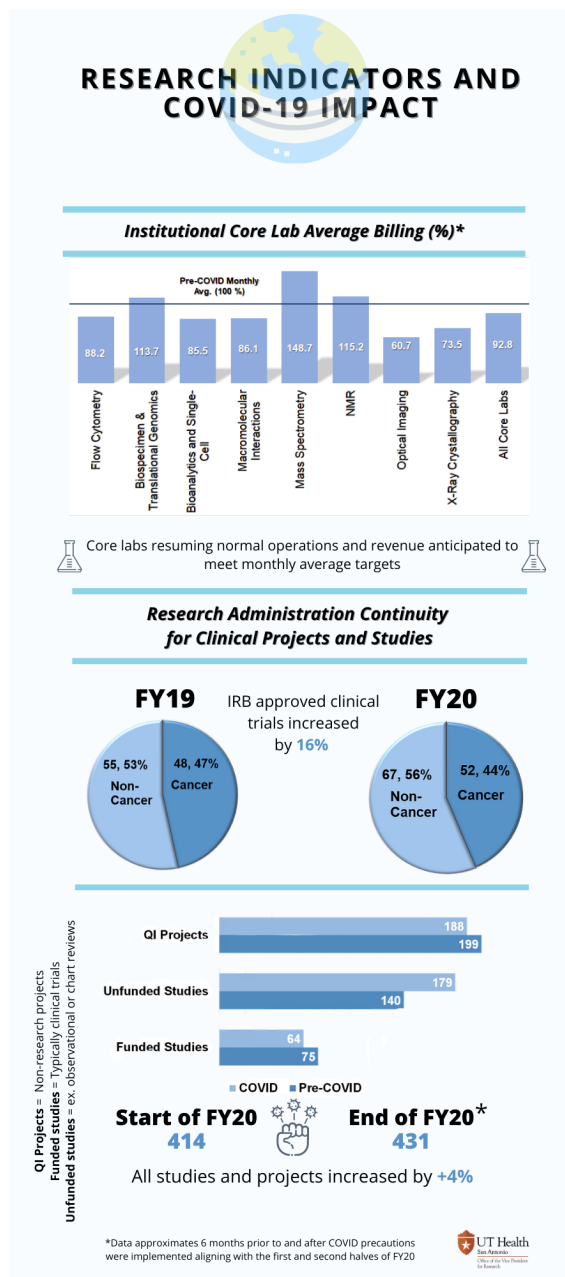 RESEARCH INDICATORS AND
COVID-19 IMPACT
Institutional Core Lab Average Billing (%)*
Pre-COVID Monthly
Avg. (100 %)
88.2
113.7
85.5
86.1
148.7
115.2
60.7
73.5
92.8
Flow Cytometry
Biospecimen &
Translational Genomics
Bioanalytics and Single-
Cell
Macromolecular
Interactions
Mass Spectrometry
NMR
Optical Imaging
X-Ray Crystallography
All Core Labs
Core labs resuming normal operations and revenue anticipated to
meet monthly average targets
Research Administration Continuity
for Clinical Projects and Studies
FY19
55, 53%
Non-
Cancer
48, 47%
Cancer
IRB approved clinical
trials increased
by 16%
FY20
67, 56%
Non-
Cancer
52, 44%
Cancer
QI Projects = Non-research projects
Funded studies = Typically clinical trials
Unfunded studies = ex. observational or chart reviews
QI Projects
188
199
Unfunded Studies
179
140
Funded Studies
64
75
COVID
Pre-COVID
Start of FY20
414
End of FY20*
431
All studies and projects increased by +4%
*Data approximates 6 months prior to and after COVID precautions
were implemented aligning with the first and second halves of FY20
UT Health
San Antonio
Office of the Vice President
for Research